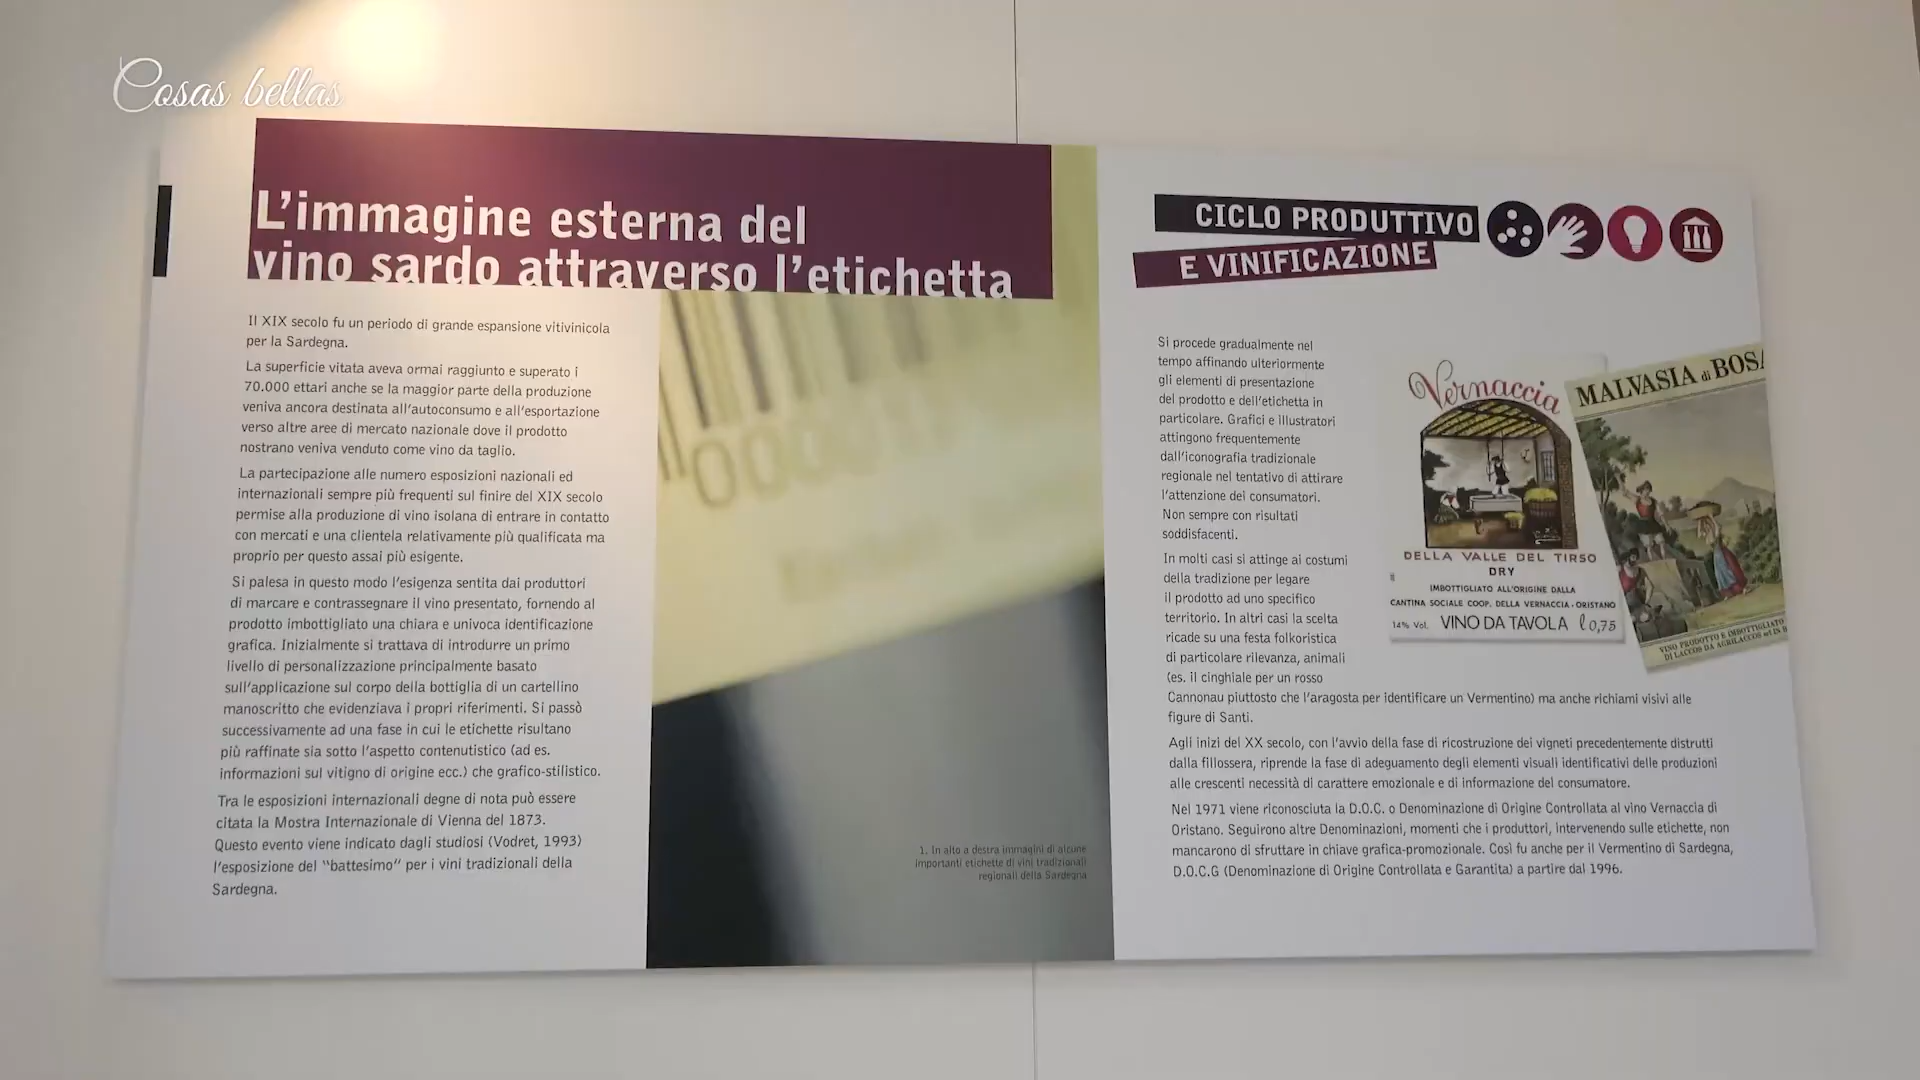 Cosas bellas
L'immagine esterna del
vino sardo attraverso l'etichetta
Il XIX secolo fu un periodo di grande espansione vitivinicola
per la Sardegna.
La superficie vitata aveva ormai raggiunto e superato i
70.000 ettari anche se la maggior parte della produzione
veniva ancora destinata all'autoconsumo e all'esportazione
verso altre aree di mercato nazionale dove il prodotto
nostrano veniva venduto come vino da taglio.
La partecipazione alle numero esposizioni nazionali ed
internazionali sempre più frequenti sul finire del XIX secolo
permise alla produzione di vino isolana di entrare in contatto
con mercati e una clientela relativamente più qualificata ma
proprio per questo assai più esigente.
Si palesa in questo modo l'esigenza sentita dai produttori
di marcare e contrassegnare il vino presentato, fornendo al
prodotto imbottigliato una chiara e univoca identificazione
grafica. Inizialmente si trattava di introdurre un primo
livello di personalizzazione principalmente basato
sull'applicazione sul corpo della bottiglia di un cartellino
manoscritto che evidenziava i propri riferimenti. Si passò
successivamente ad una fase in cui le etichette risultano
più raffinate sia sotto l'aspetto contenutistico (ad es.
informazioni sul vitigno di origine ecc.) che grafico-stilistico.
Tra le esposizioni internazionali degne di nota può essere
citata la Mostra Internazionale di Vienna del 1873.
Questo evento viene indicato dagli studiosi (Vodret, 1993)
l'esposizione del "battesimo" per i vini tradizionali della
Sardegna.
1. In alto a destra immagini di alcune
importanti etichette di vini tradizionali
regionali della Sardegna
CICLO PRODUTTIVO
E VINIFICAZIONE
Si procede gradualmente nel
tempo affinando ulteriormente
gli elementi di presentazione
del prodotto e dell'etichetta in
particolare. Grafici e illustratori
attingono frequentemente
dall'iconografia tradizionale
regionale nel tentativo di attirare
l'attenzione dei consumatori.
Non sempre con risultati
soddisfacenti.
In molti casi si attinge ai costumi
della tradizione per legare
il prodotto ad uno specifico
territorio. In altri casi la scelta
ricade su una festa folkoristica
di particolare rilevanza, animali
(es. il cinghiale per un rosso
Cannonau piuttosto che l'aragosta per identificare un Vermentino) ma anche richiami visivi alle
figure di Santi.
Agli inizi del XX secolo, con l'avvio della fase di ricostruzione dei vigneti precedentemente distrutti
dalla fillossera, riprende la fase di adeguamento degli elementi visuali identificativi delle produzioni
alle crescenti necessità di carattere emozionale e di informazione del consumatore.
Nel 1971 viene riconosciuta la D.O.C. o Denominazione di Origine Controllata al vino Vernaccia di
Oristano. Seguirono altre Denominazioni, momenti che i produttori, intervenendo sulle etichette, non
mancarono di sfruttare in chiave grafica-promozionale. Così fu anche per il Vermentino di Sardegna,
D.O.C.G (Denominazione di Origine Controllata e Garantita) a partire dal 1996.
Vernaccia
DELLA VALLE DEL TIRSO
DRY
IMBOTTIGLIATO ALL'ORIGINE DALLA
CANTINA SOCIALE COOP. DELLA VERNACCIA - ORISTANO
14% Vol. VINO DA TAVOLA l 0,75
MALVASIA di BOSA
VINO PRODOTTO E IMBOTTIGLIATO
DI LACCOS DA AGRILACCOS